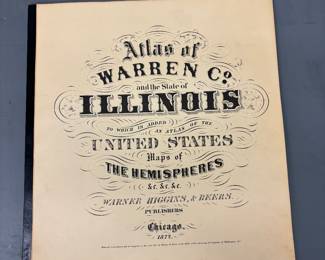 Atlas of
WARREN Co.
and the State of
ILLINOIS
TO WHICH IS ADDED AN ATLAS OF THE
UNITED STATES
Maps of
THE HEMISPHERES
&c. &c. &c.
WARNER HIGGINS, & BEERS.
PUBLISHERS
Chicago.
1872.